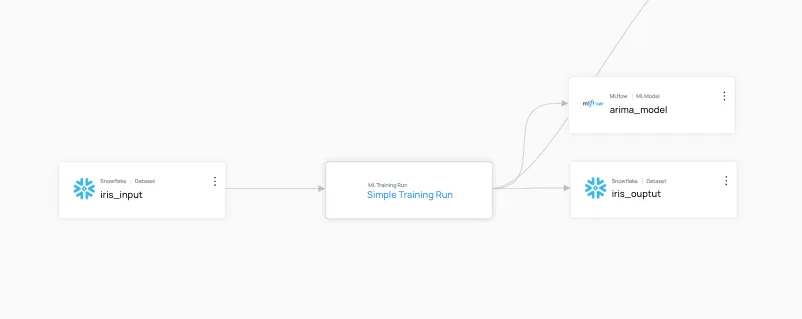 Snowflake | Dataset
iris_input
ML Training Run
Simple Training Run
mlflow
MLflow | ML Model
arima_model
Snowflake | Dataset
iris_ouptut